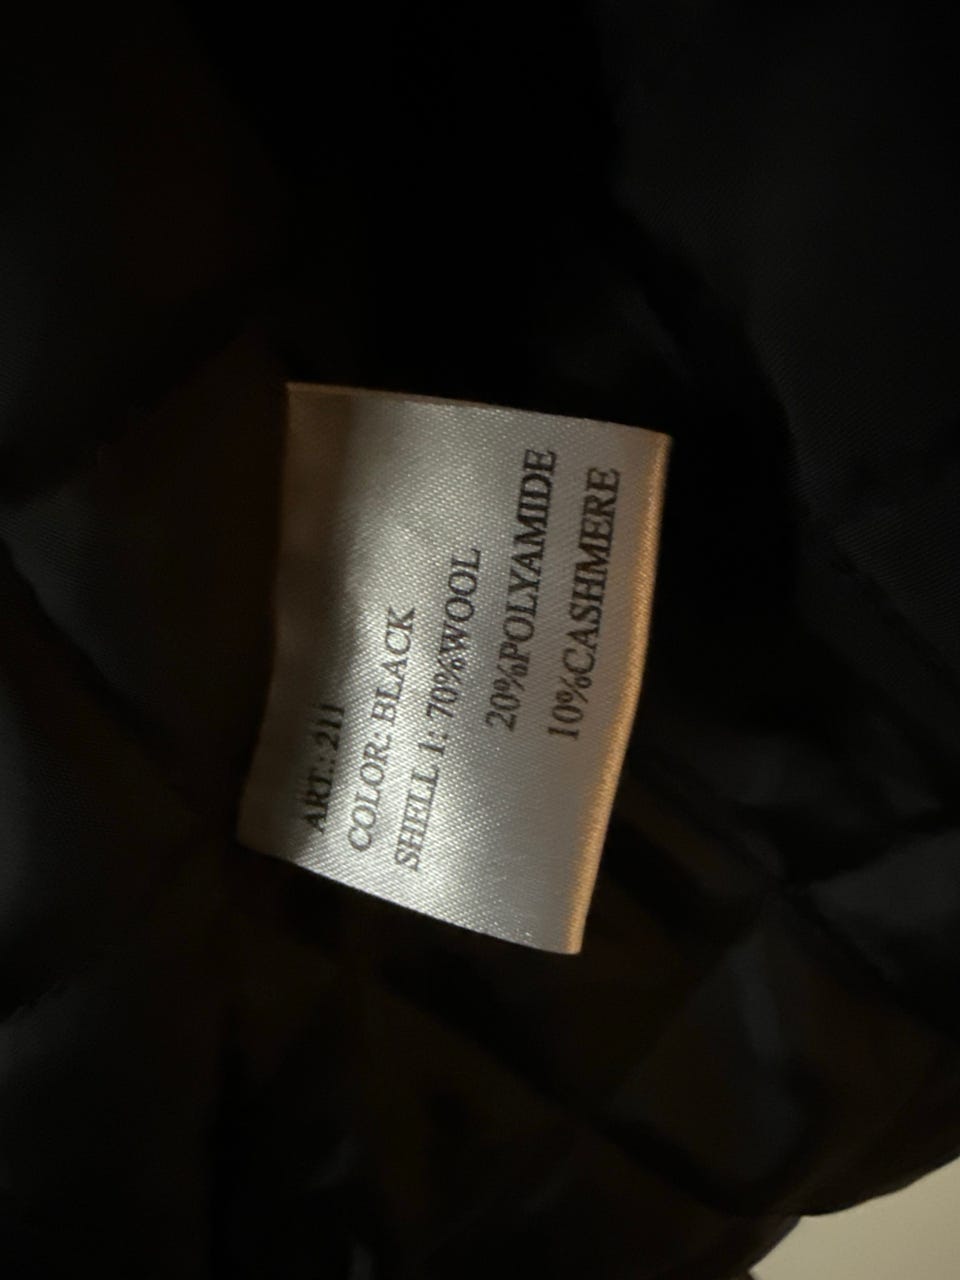 ART.: 211
COLOR: BLACK
SHELL 1: 70%WOOL
20%POLYAMIDE
10%CASHMERE